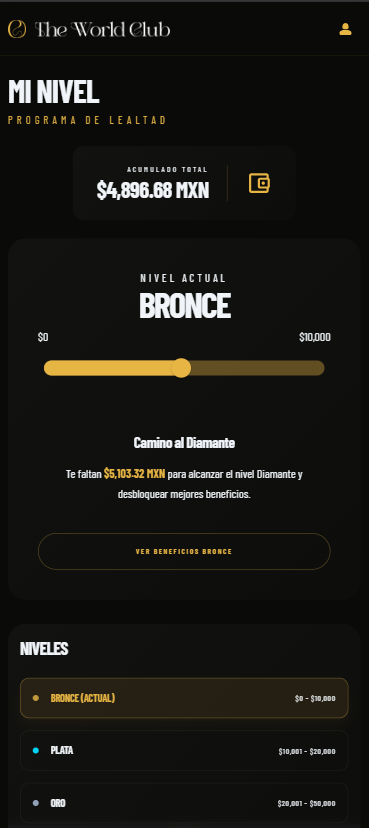 The World Club
MI NIVEL
PROGRAMA DE LEALTAD
ACUMULADO TOTAL
$4,896.68 MXN
NIVEL ACTUAL
BRONCE
$0 $10,000
Camino al Diamante
Te faltan $5,103.32 MXN para alcanzar el nivel Diamante y
desbloquear mejores beneficios.
VER BENEFICIOS BRONCE
NIVELES
BRONCE (ACTUAL) $0 - $10,000
PLATA $10,001 - $20,000
ORO $20,001 - $50,000